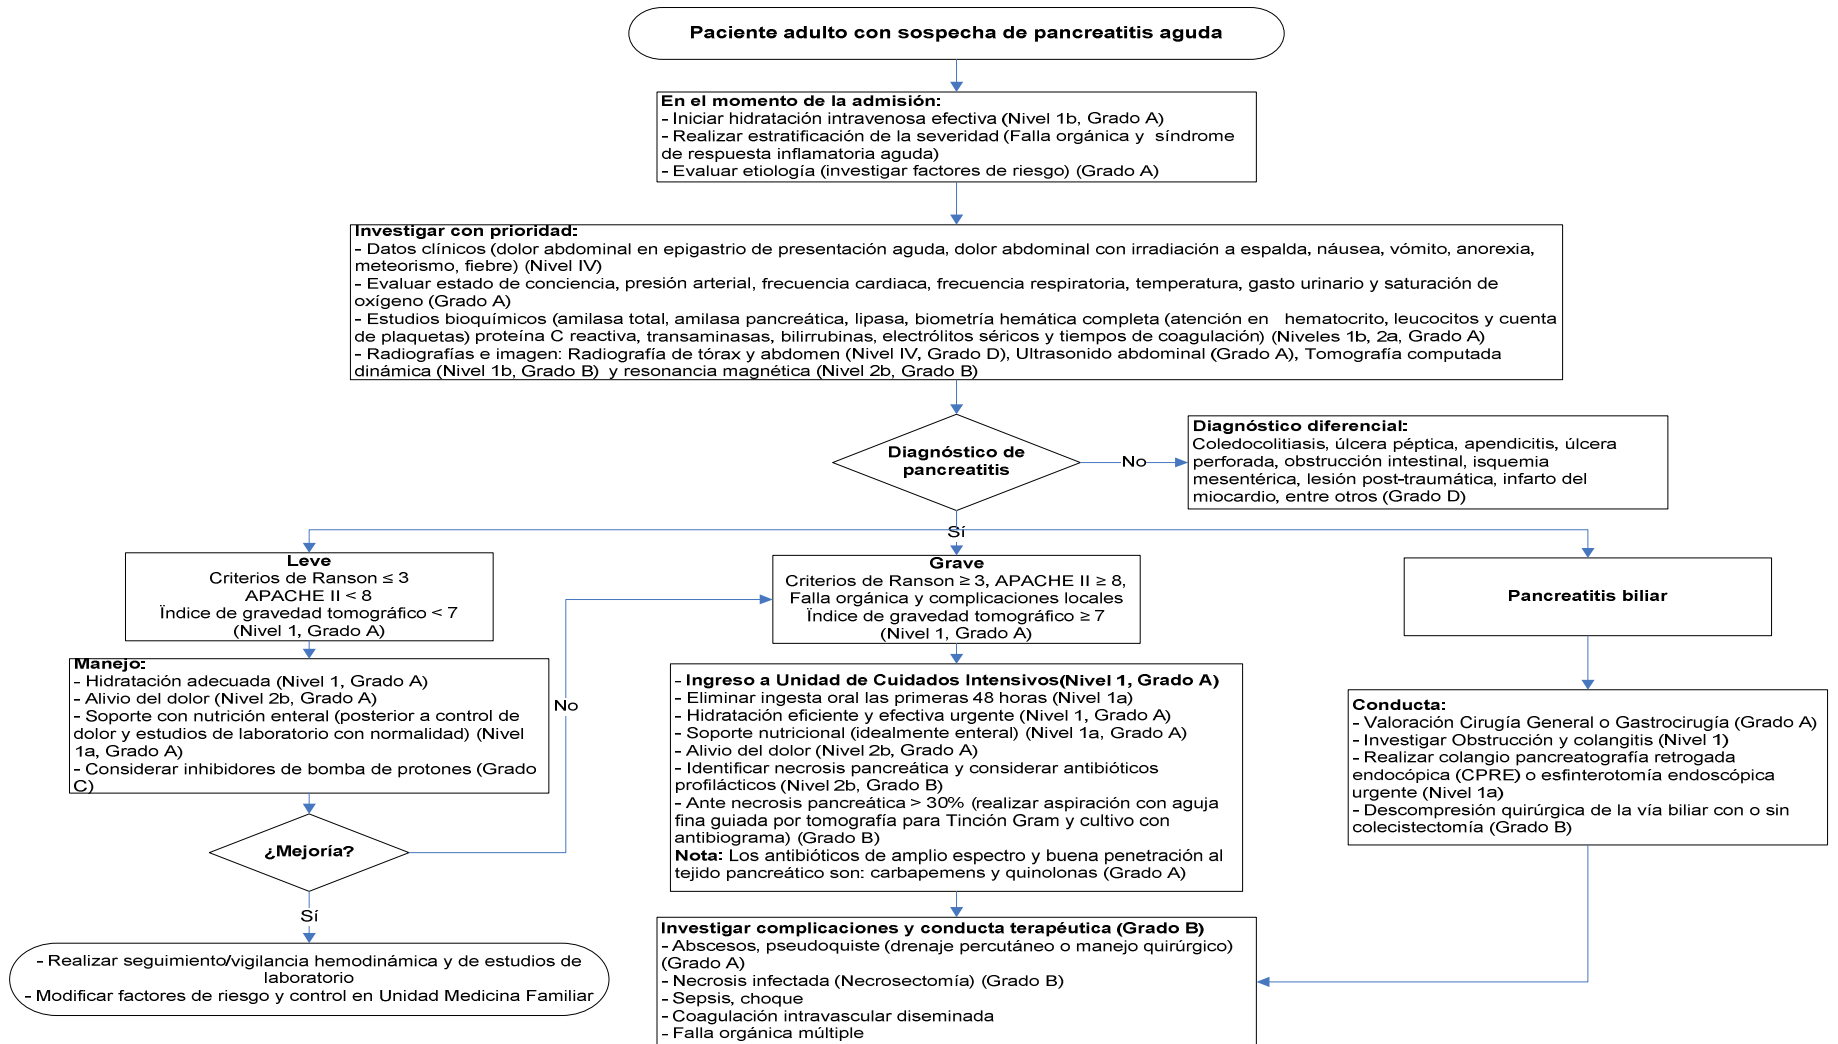 Paciente adulto con sospecha de pancreatitis aguda
En el momento de la admisión:
- Iniciar hidratación intravenosa efectiva (Nivel 1b, Grado A)
- Realizar estratificación de la severidad (Falla orgánica y síndrome
de respuesta inflamatoria aguda)
- Evaluar etiología (investigar factores de riesgo) (Grado A)
Investigar con prioridad:
- Datos clínicos (dolor abdominal en epigastrio de presentación aguda, dolor abdominal con irradiación a espalda, náusea, vómito, anorexia,
meteorismo, fiebre) (Nivel IV)
- Evaluar estado de conciencia, presión arterial, frecuencia cardiaca, frecuencia respiratoria, temperatura, gasto urinario y saturación de
oxígeno (Grado A)
- Estudios bioquímicos (amilasa total, amilasa pancreática, lipasa, biometría hemática completa (atención en hematocrito, leucocitos y cuenta
de plaquetas) proteína C reactiva, transaminasas, bilirrubinas, electrólitos séricos y tiempos de coagulación) (Niveles 1b, 2a, Grado A)
- Radiografías e imagen: Radiografía de tórax y abdomen (Nivel IV, Grado D), Ultrasonido abdominal (Grado A), Tomografía computada
dinámica (Nivel 1b, Grado B) y resonancia magnética (Nivel 2b, Grado B)
Diagnóstico de
pancreatitis
No
Diagnóstico diferencial:
Coledocolitiasis, úlcera péptica, apendicitis, úlcera
perforada, obstrucción intestinal, isquemia
mesentérica, lesión post-traumática, infarto del
miocardio, entre otros (Grado D)
Sí
Leve
Criterios de Ranson ≤ 3
APACHE II < 8
Ïndice de gravedad tomográfico < 7
(Nivel 1, Grado A)
Manejo:
- Hidratación adecuada (Nivel 1, Grado A)
- Alivio del dolor (Nivel 2b, Grado A)
- Soporte con nutrición enteral (posterior a control de
dolor y estudios de laboratorio con normalidad) (Nivel
1a, Grado A)
- Considerar inhibidores de bomba de protones (Grado
C)
¿Mejoría?
No
Sí
- Realizar seguimiento/vigilancia hemodinámica y de estudios de
laboratorio
- Modificar factores de riesgo y control en Unidad Medicina Familiar
Grave
Criterios de Ranson ≥ 3, APACHE II ≥ 8,
Falla orgánica y complicaciones locales
Ïndice de gravedad tomográfico ≥ 7
(Nivel 1, Grado A)
- Ingreso a Unidad de Cuidados Intensivos(Nivel 1, Grado A)
- Eliminar ingesta oral las primeras 48 horas (Nivel 1a)
- Hidratación eficiente y efectiva urgente (Nivel 1, Grado A)
- Soporte nutricional (idealmente enteral) (Nivel 1a, Grado A)
- Alivio del dolor (Nivel 2b, Grado A)
- Identificar necrosis pancreática y considerar antibióticos
profilácticos (Nivel 2b, Grado B)
- Ante necrosis pancreática > 30% (realizar aspiración con aguja
fina guiada por tomografía para Tinción Gram y cultivo con
antibiograma) (Grado B)
Nota: Los antibióticos de amplio espectro y buena penetración al
tejido pancreático son: carbapemens y quinolonas (Grado A)
Investigar complicaciones y conducta terapéutica (Grado B)
- Abscesos, pseudoquiste (drenaje percutáneo o manejo quirúrgico)
(Grado A)
- Necrosis infectada (Necrosectomía) (Grado B)
- Sepsis, choque
- Coagulación intravascular diseminada
- Falla orgánica múltiple
Pancreatitis biliar
Conducta:
- Valoración Cirugía General o Gastrocirugía (Grado A)
- Investigar Obstrucción y colangitis (Nivel 1)
- Realizar colangio pancreatografía retrogada
endocópica (CPRE) o esfinterotomía endoscópica
urgente (Nivel 1a)
- Descompresión quirúrgica de la vía biliar con o sin
colecistectomía (Grado B)